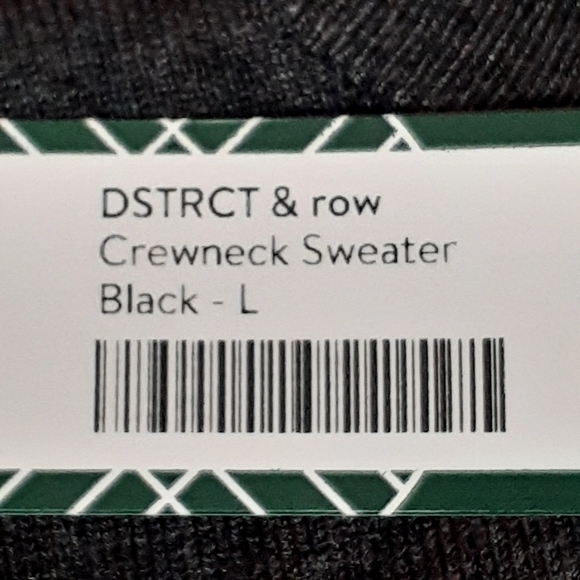 DSTRCT & row
Crewneck Sweater
Black - L